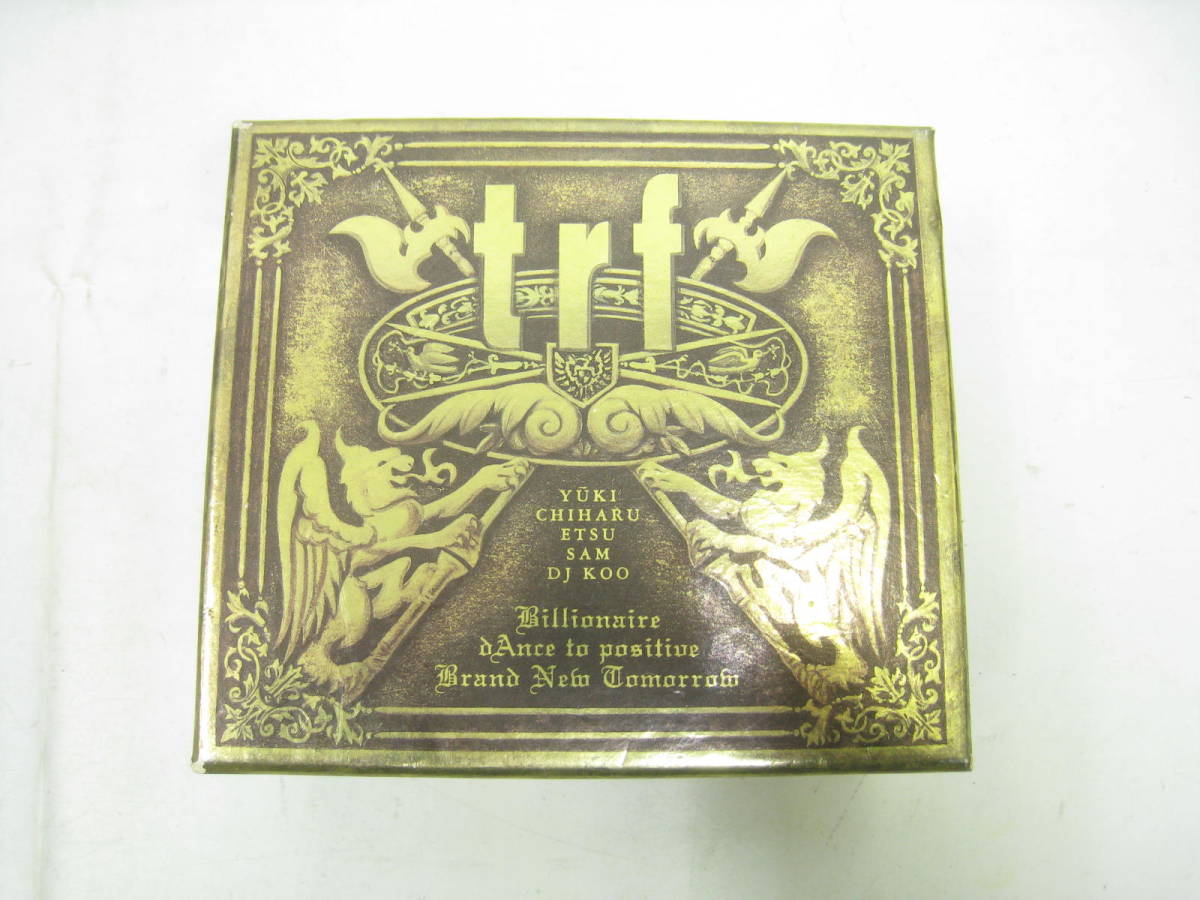 trf
YŪKI
CHIHARU
ETSU
SAM
DJ KOO
Billionaire
dAnce to positive
Brand New Tomorrow